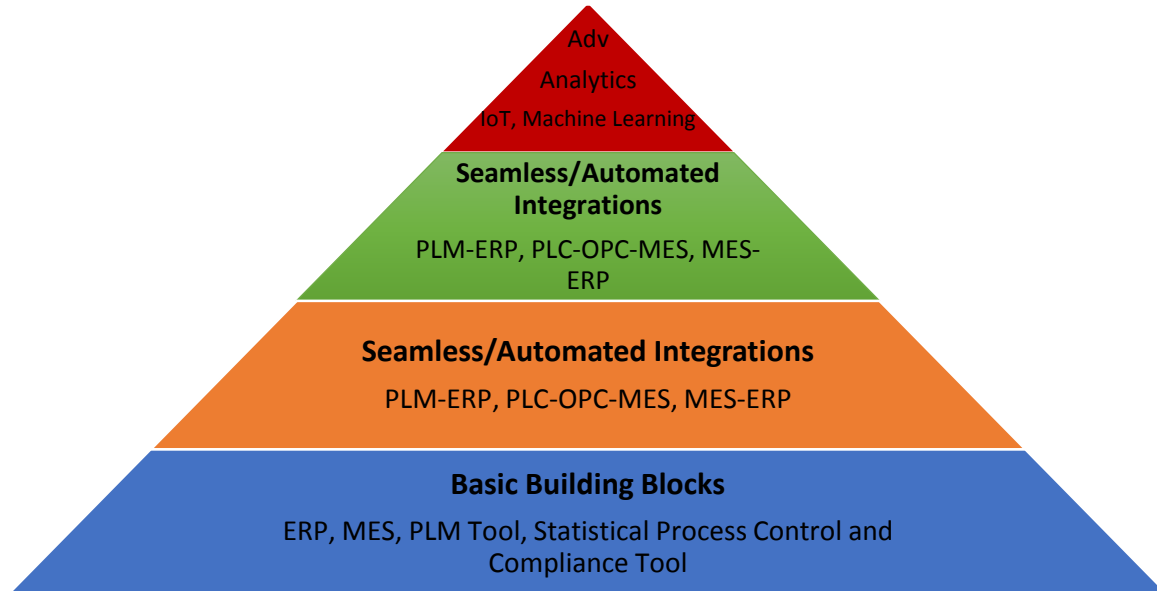 Adv
Analytics
IoT, Machine Learning
Seamless/Automated
Integrations
PLM-ERP, PLC-OPC-MES, MES-
ERP
Seamless/Automated Integrations
PLM-ERP, PLC-OPC-MES, MES-ERP
Basic Building Blocks
ERP, MES, PLM Tool, Statistical Process Control and
Compliance Tool